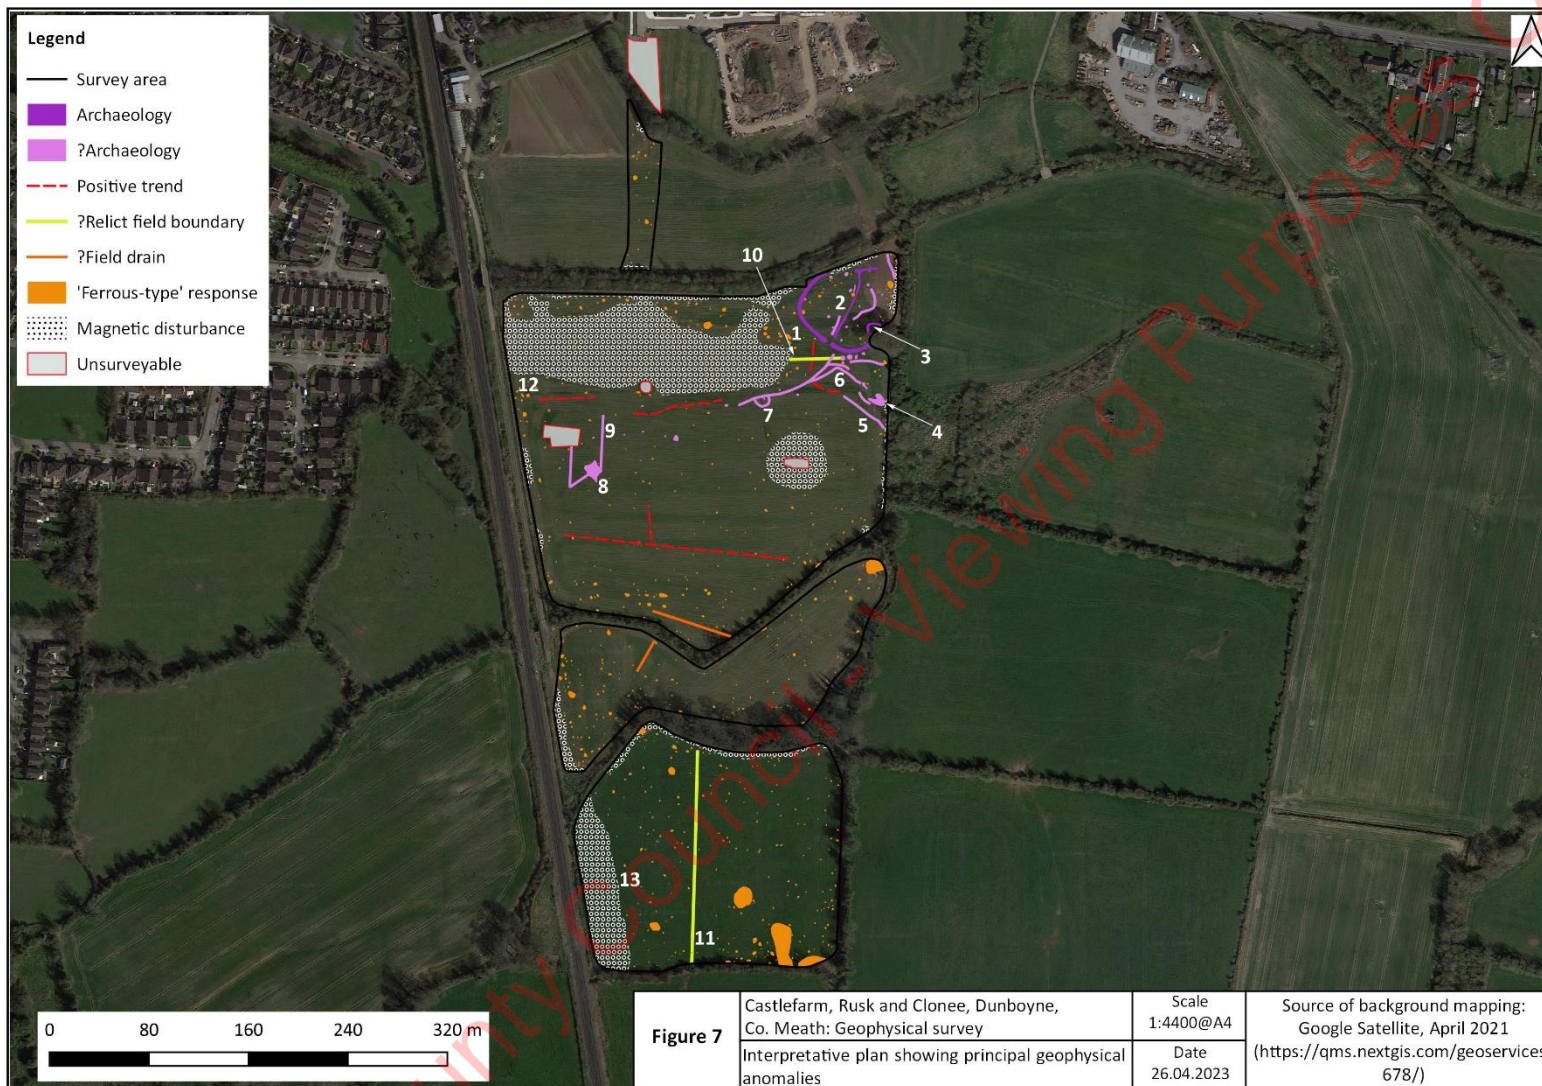 Legend
Survey area
Archaeology
?Archaeology
Positive trend
?Relict field boundary
?Field drain
'Ferrous-type' response
Magnetic disturbance
Unsurveyable
10
2
1
3
12
6
7
5
4
9
8
13
11
0 80 160 240 320 m
Figure 7
Castlefarm, Rusk and Clonee, Dunboyne,
Co. Meath: Geophysical survey
Interpretative plan showing principal geophysical
anomalies
Scale
1:4400@A4
Date
26.04.2023
Source of background mapping:
Google Satellite, April 2021
(https://qms.nextgis.com/geoservices
678/)
unty Council - Viewing Purposes O